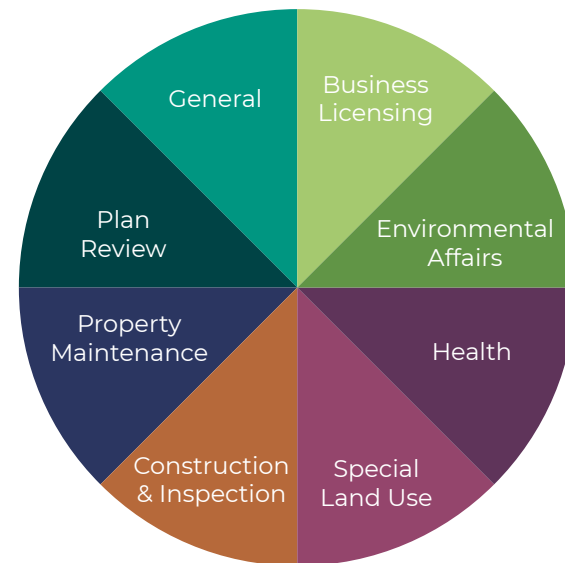 General
Business
Licensing
Environmental
Affairs
Health
Special
Land Use
Construction
& Inspection
Property
Maintenance
Plan
Review